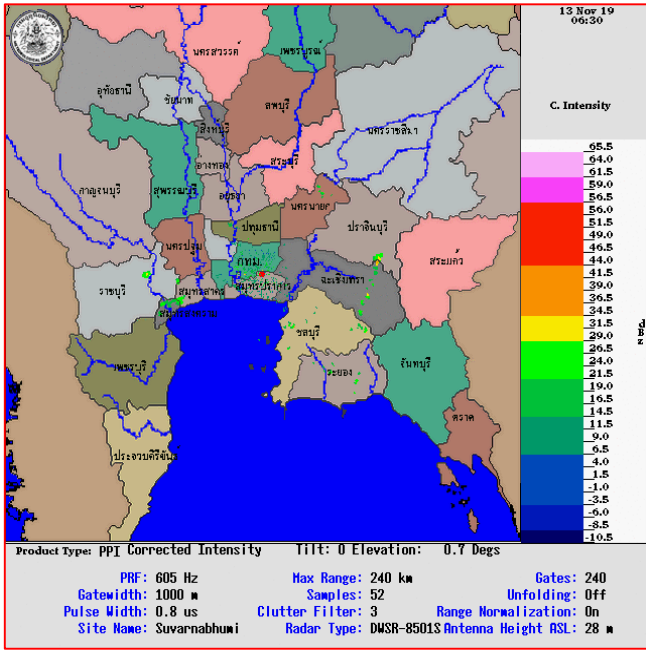 13 Nov 19
06:30
นครสวรรค์
เพชรบูรณ์
อุทัยธานี
ชัยนาท
ลพบุรี
สิงห์บุรี
นครราชสีมา
อ่างทอง
สระบุรี
กาญจนบุรี
สุพรรณบุรี
อยุธยา
นครนายก
ปทุมธานี
ปราจีนบุรี
นครปฐม
กทม.
สระแก้ว
ราชบุรี
สมุทรสาคร
สมุทรปราการ
ฉะเชิงเทรา
สมุทรสงคราม
ชลบุรี
เพชรบุรี
ระยอง
จันทบุรี
ตราด
ประจวบคีรีขันธ์
C. Intensity
65.5
64.0
61.5
59.0
56.5
56.0
51.5
49.0
46.5
44.0
41.5
39.0
36.5
34.0
31.5
29.0
26.5
24.0
21.5
19.0
16.5
14.5
11.5
9.0
6.5
4.0
1.5
-1.0
-3.5
-6.0
-8.5
-10.5
Product Type: PPI Corrected Intensity Tilt: 0 Elevation: 0.7 Degs
PRF: 605 Hz Max Range: 240 km Gates: 240
Gatewidth: 1000 m Samples: 52 Unfolding: Off
Pulse Width: 0.8 us Clutter Filter: 3 Range Normalization: On
Site Name: Suvarnabhumi Radar Type: DWSR-8501S Antenna Height ASL: 28 m